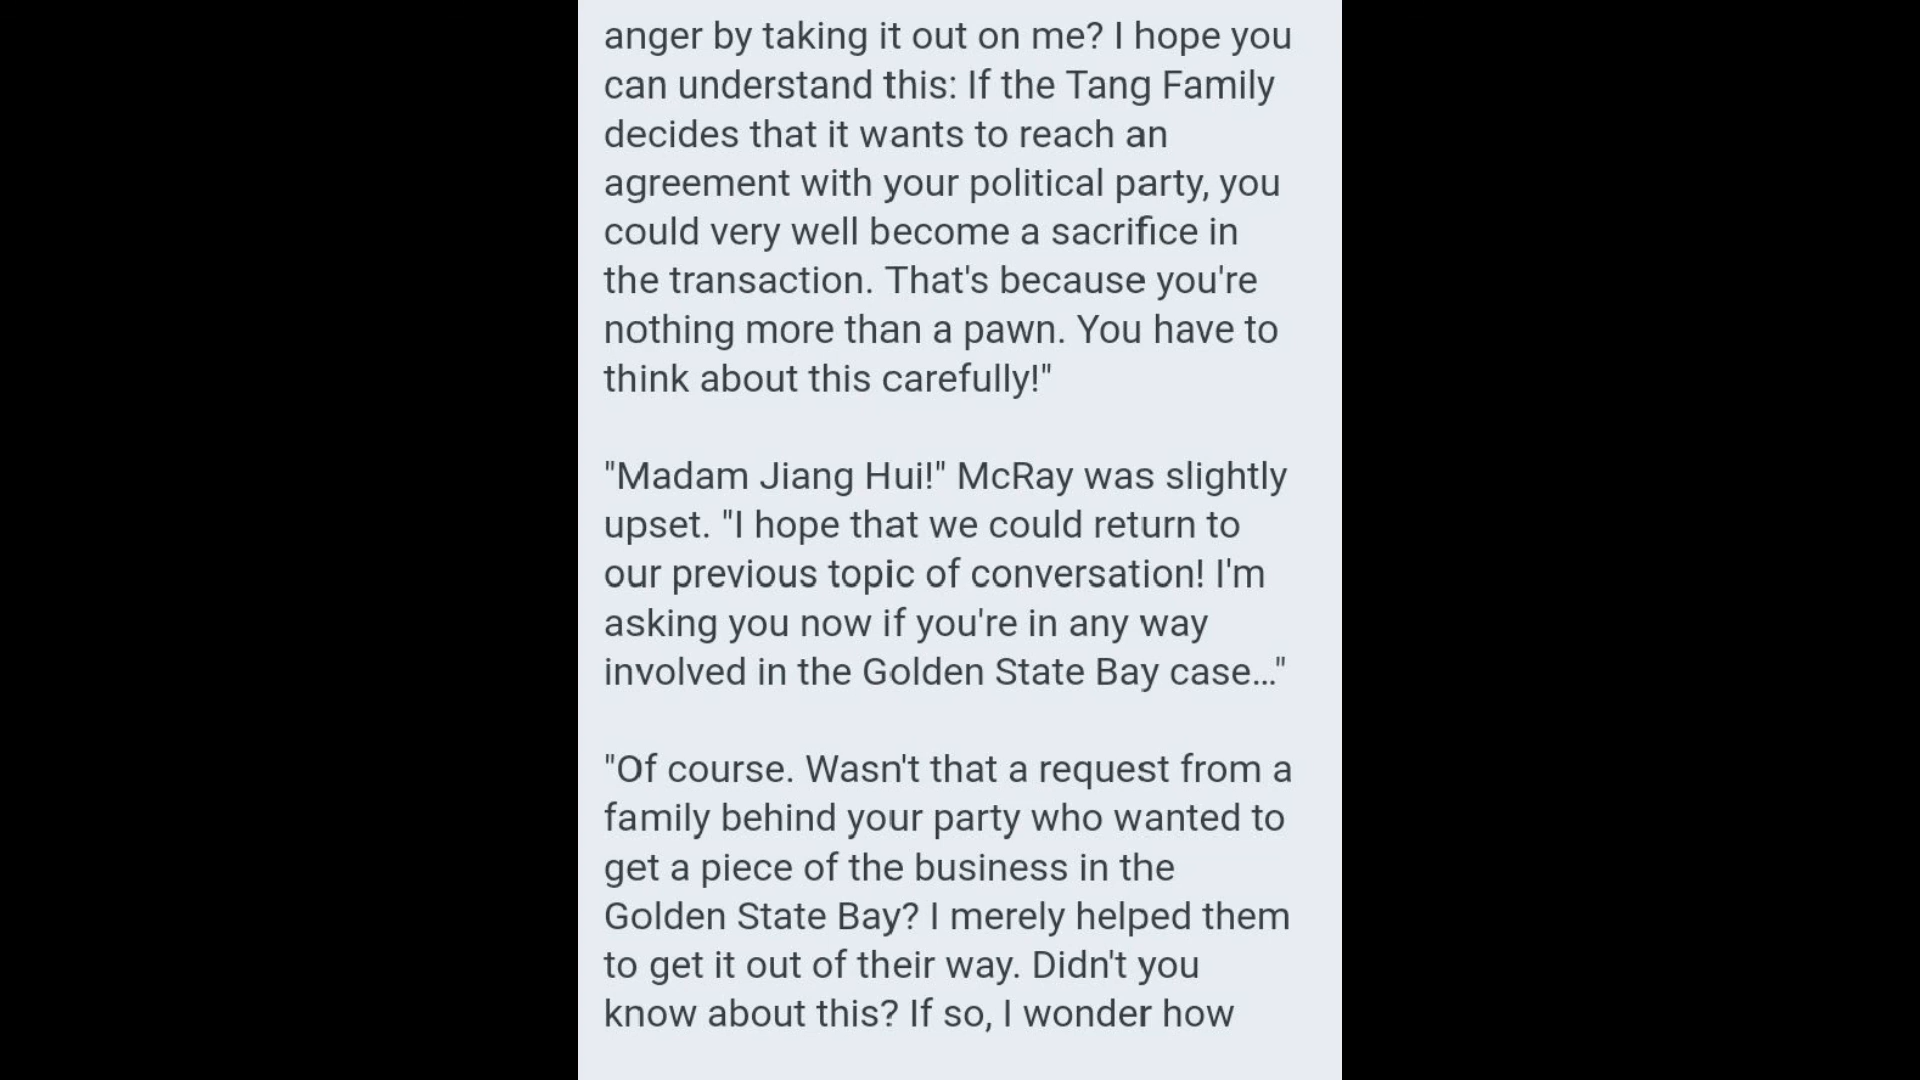 anger by taking it out on me? I hope you
can understand this: If the Tang Family
decides that it wants to reach an
agreement with your political party, you
could very well become a sacrifice in
the transaction. That's because you're
nothing more than a pawn. You have to
think about this carefully!"
"Madam Jiang Hui!" McRay was slightly
upset. "I hope that we could return to
our previous topic of conversation! I'm
asking you now if you're in any way
involved in the Golden State Bay case…"
"Of course. Wasn't that a request from a
family behind your party who wanted to
get a piece of the business in the
Golden State Bay? I merely helped them
to get it out of their way. Didn't you
know about this? If so, I wonder how